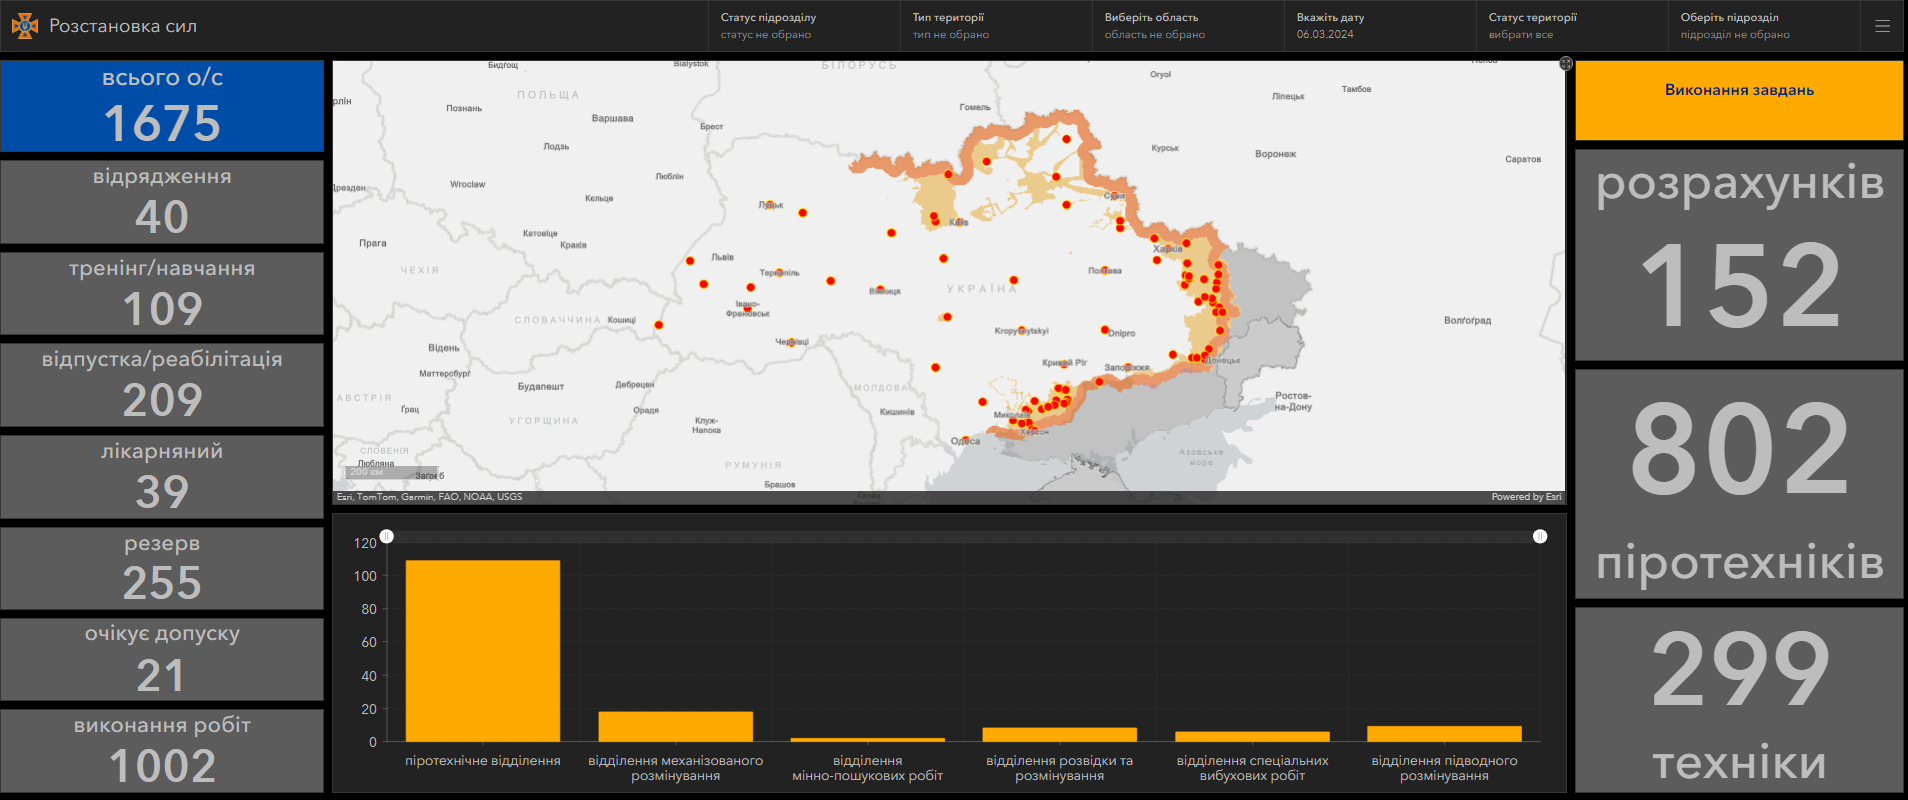 Розстановка сил
Статус підрозділу
статус не обрано
Тип території
тип не обрано
Виберіть область
область не обрано
Вкажіть дату
06.03.2024
Статус території
вибрати все
Оберіть підрозділ
підрозділ не обрано
всього о/с
1675
відрядження
40
тренінг/навчання
109
відпустка/реабілітація
209
лікарняний
39
резерв
255
очікує допуску
21
виконання робіт
1002
Бидгощ
Białystok
БІЛОРУСЬ
Oryol
Тамбов
Липецьк
ПОЛЬЩА
Познань
Варшава
Брест
Гомель
Курськ
Воронеж
Саратов
Лодзь
Wroclaw
Люблін
Кельце
Луцьк
Київ
Суми
Прага
Катовіце
Краків
Львів
Харків
ЧЕХІЯ
Тернопіль
Полтава
Вінниця
УКРАЇНА
Івано-
Франківськ
СЛОВАЧЧИНА
Кошиці
Kropyvnytskyi
Dnipro
Волгоград
Відень
Чернівці
Кривий Ріг
Запоріжжя
Донецьк
Маттерсбург
Будапешт
Дебрецен
МОЛДОВА
АВСТРІЯ
Ґрац
Орадя
Кишинів
Миколаїв
Ростов-
на-Дону
УГОРЩИНА
Клуж-
Напока
Херсон
Одеса
СЛОВЕНІЯ
Любляна
Загреб
200 км
РУМУНІЯ
Азовське
море
Брашов
Галац
Esri, TomTom, Garmin, FAO, NOAA, USGS
Powered by Esri
120
100
80
60
40
20
0
піротехнічне відділення
відділення механізованого
розмінування
відділення
мінно-пошукових робіт
відділення розвідки та
розмінування
відділення спеціальних
вибухових робіт
відділення підводного
розмінування
Виконання завдань
розрахунків
152
802
піротехніків
299
техніки